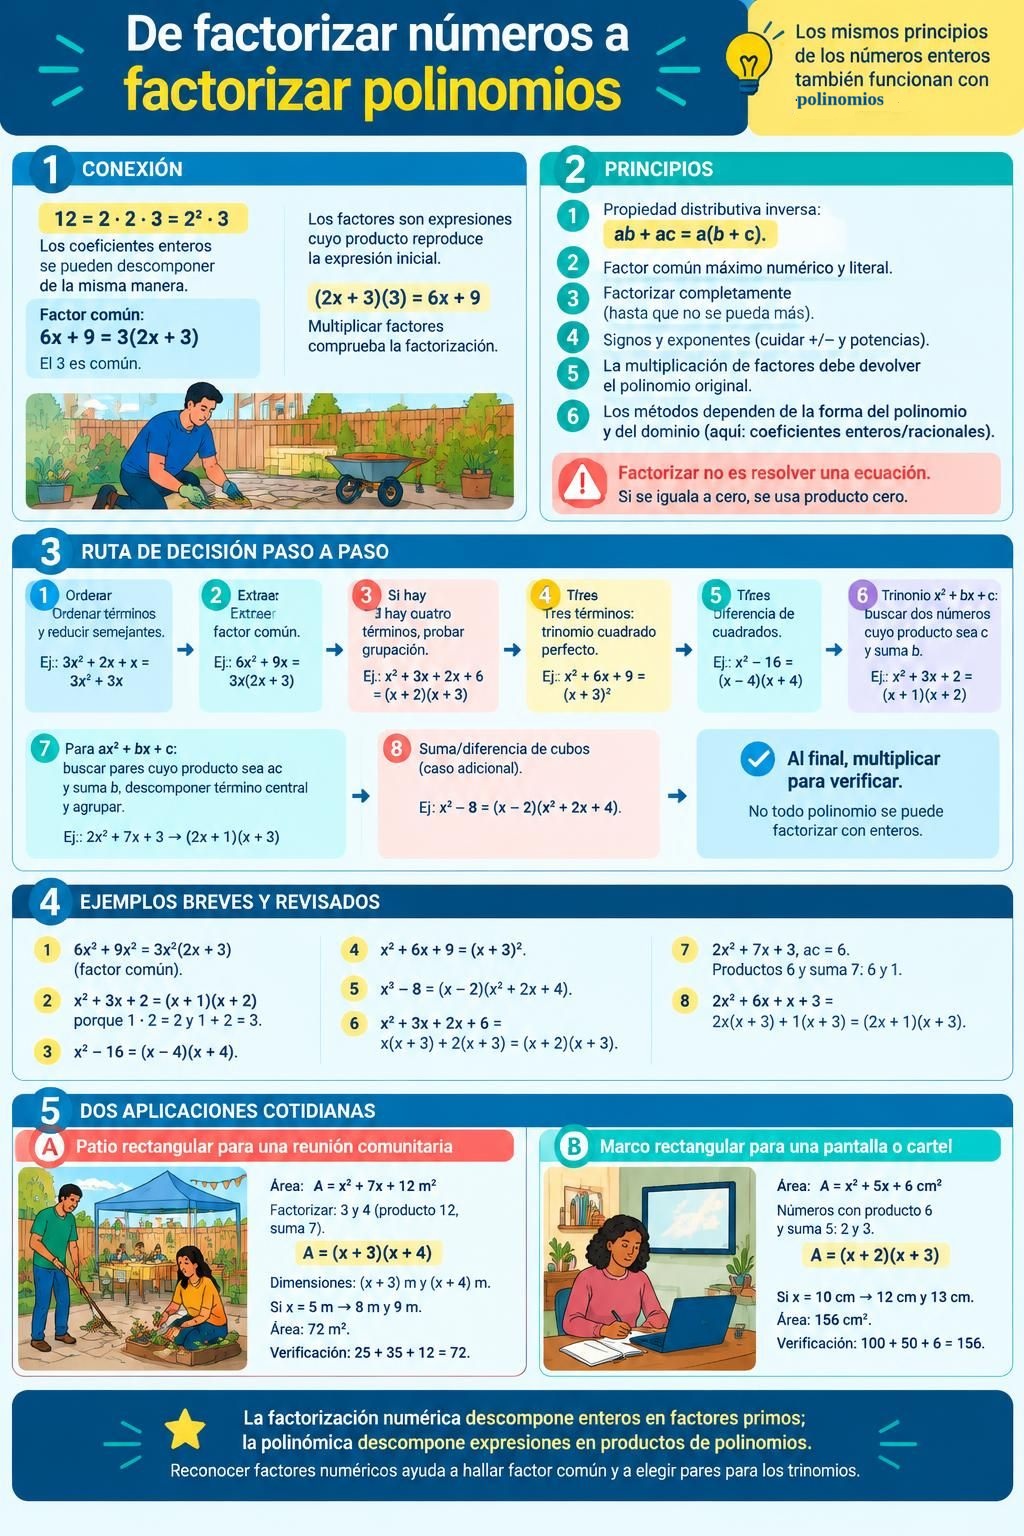 De factorizar números a
factorizar polinomios
Los mismos principios
de los números enteros
también funcionan con
polinomios
1 CONEXIÓN
12 = 2 · 2 · 3 = 2² · 3
Los coeficientes enteros
se pueden descomponer
de la misma manera.
Factor común:
6x + 9 = 3(2x + 3)
El 3 es común.
Los factores son expresiones
cuyo producto reproduce
la expresión inicial.
(2x + 3)(3) = 6x + 9
Multiplicar factores
comprueba la factorización.
2 PRINCIPIOS
1 Propiedad distributiva inversa:
ab + ac = a(b + c).
2 Factor común máximo numérico y literal.
3 Factorizar completamente
(hasta que no se pueda más).
4 Signos y exponentes (cuidar +/− y potencias).
5 La multiplicación de factores debe devolver
el polinomio original.
6 Los métodos dependen de la forma del polinomio
y del dominio (aquí: coeficientes enteros/racionales).
Factorizar no es resolver una ecuación.
Si se iguala a cero, se usa producto cero.
3 RUTA DE DECISIÓN PASO A PASO
1 Orderar
Ordenar términos
y reducir semejantes.
Ej.: 3x² + 2x + x =
3x² + 3x
2 Extraer
Extraer
factor común.
Ej.: 6x² + 9x =
3x(2x + 3)
3 Si hay
hay cuatro
términos, probar
grupación.
Ej.: x² + 3x + 2x + 6
= (x + 2)(x + 3)
4
Tres términos:
trinomio cuadrado
perfecto.
Ej.: x² + 6x + 9 =
(x + 3)²
5
Diferencia de
cuadrados.
Ej.: x² − 16 =
(x − 4)(x + 4)
6 Trinonio x² + bx + c:
buscar dos números
cuyo producto sea c
y suma b.
Ej.: x² + 3x + 2 =
(x + 1)(x + 2)
7 Para ax² + bx + c:
buscar pares cuyo producto sea ac
y suma b, descomponer término central
y agrupar.
Ej.: 2x² + 7x + 3 → (2x + 1)(x + 3)
8 Suma/diferencia de cubos
(caso adicional).
Ej: x² − 8 = (x − 2)(x² + 2x + 4).
Al final, multiplicar
para verificar.
No todo polinomio se puede
factorizar con enteros.
4 EJEMPLOS BREVES Y REVISADOS
1 6x² + 9x² = 3x²(2x + 3)
(factor común).
2 x² + 3x + 2 = (x + 1)(x + 2)
porque 1 · 2 = 2 y 1 + 2 = 3.
3 x² − 16 = (x − 4)(x + 4).
4 x² + 6x + 9 = (x + 3)².
5 x³ − 8 = (x − 2)(x² + 2x + 4).
6 x² + 3x + 2x + 6 =
x(x + 3) + 2(x + 3) = (x + 2)(x + 3).
7 2x² + 7x + 3, ac = 6.
Productos 6 y suma 7: 6 y 1.
8 2x² + 6x + x + 3 =
2x(x + 3) + 1(x + 3) = (2x + 1)(x + 3).
5 DOS APLICACIONES COTIDIANAS
A Patio rectangular para una reunión comunitaria
Área: A = x² + 7x + 12 m²
Factorizar: 3 y 4 (producto 12,
suma 7).
A = (x + 3)(x + 4)
Dimensiones: (x + 3) m y (x + 4) m.
Si x = 5 m → 8 m y 9 m.
Área: 72 m².
Verificación: 25 + 35 + 12 = 72.
B Marco rectangular para una pantalla o cartel
Área: A = x² + 5x + 6 cm²
Números con producto 6
y suma 5: 2 y 3.
A = (x + 2)(x + 3)
Si x = 10 cm → 12 cm y 13 cm.
Área: 156 cm².
Verificación: 100 + 50 + 6 = 156.
La factorización numérica descompone enteros en factores primos;
la polinómica descompone expresiones en productos de polinomios.
Reconocer factores numéricos ayuda a hallar factor común y a elegir pares para los trinomios.